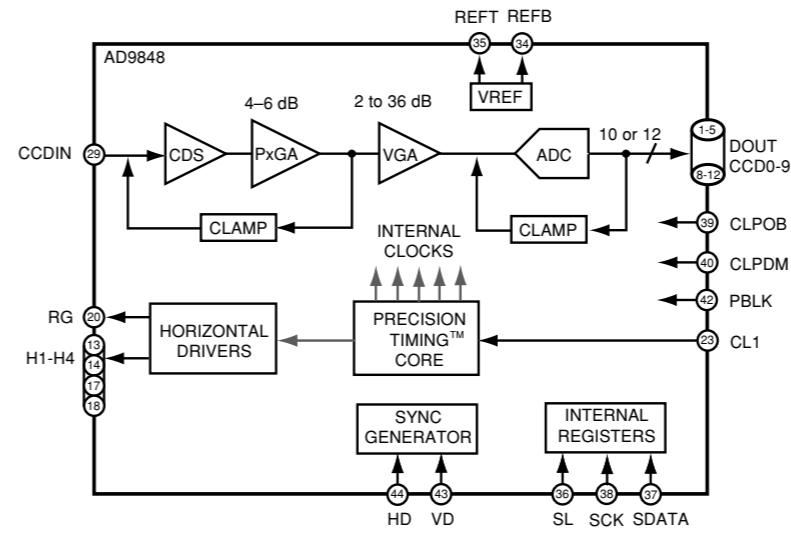 REFT REFB
35 34
AD9848
VREF
4–6 dB
2 to 36 dB
10 or 12
CCDIN
29
CDS
PxGA
VGA
ADC
1-5
8-12
DOUT
CCD0-9
CLAMP
CLAMP
39
CLPOB
INTERNAL
CLOCKS
40
CLPDM
42
PBLK
RG
20
HORIZONTAL
DRIVERS
PRECISION
TIMING™
CORE
23
CL1
H1-H4
13
14
17
18
SYNC
GENERATOR
INTERNAL
REGISTERS
44 43 36 38 37
HD VD SL SCK SDATA